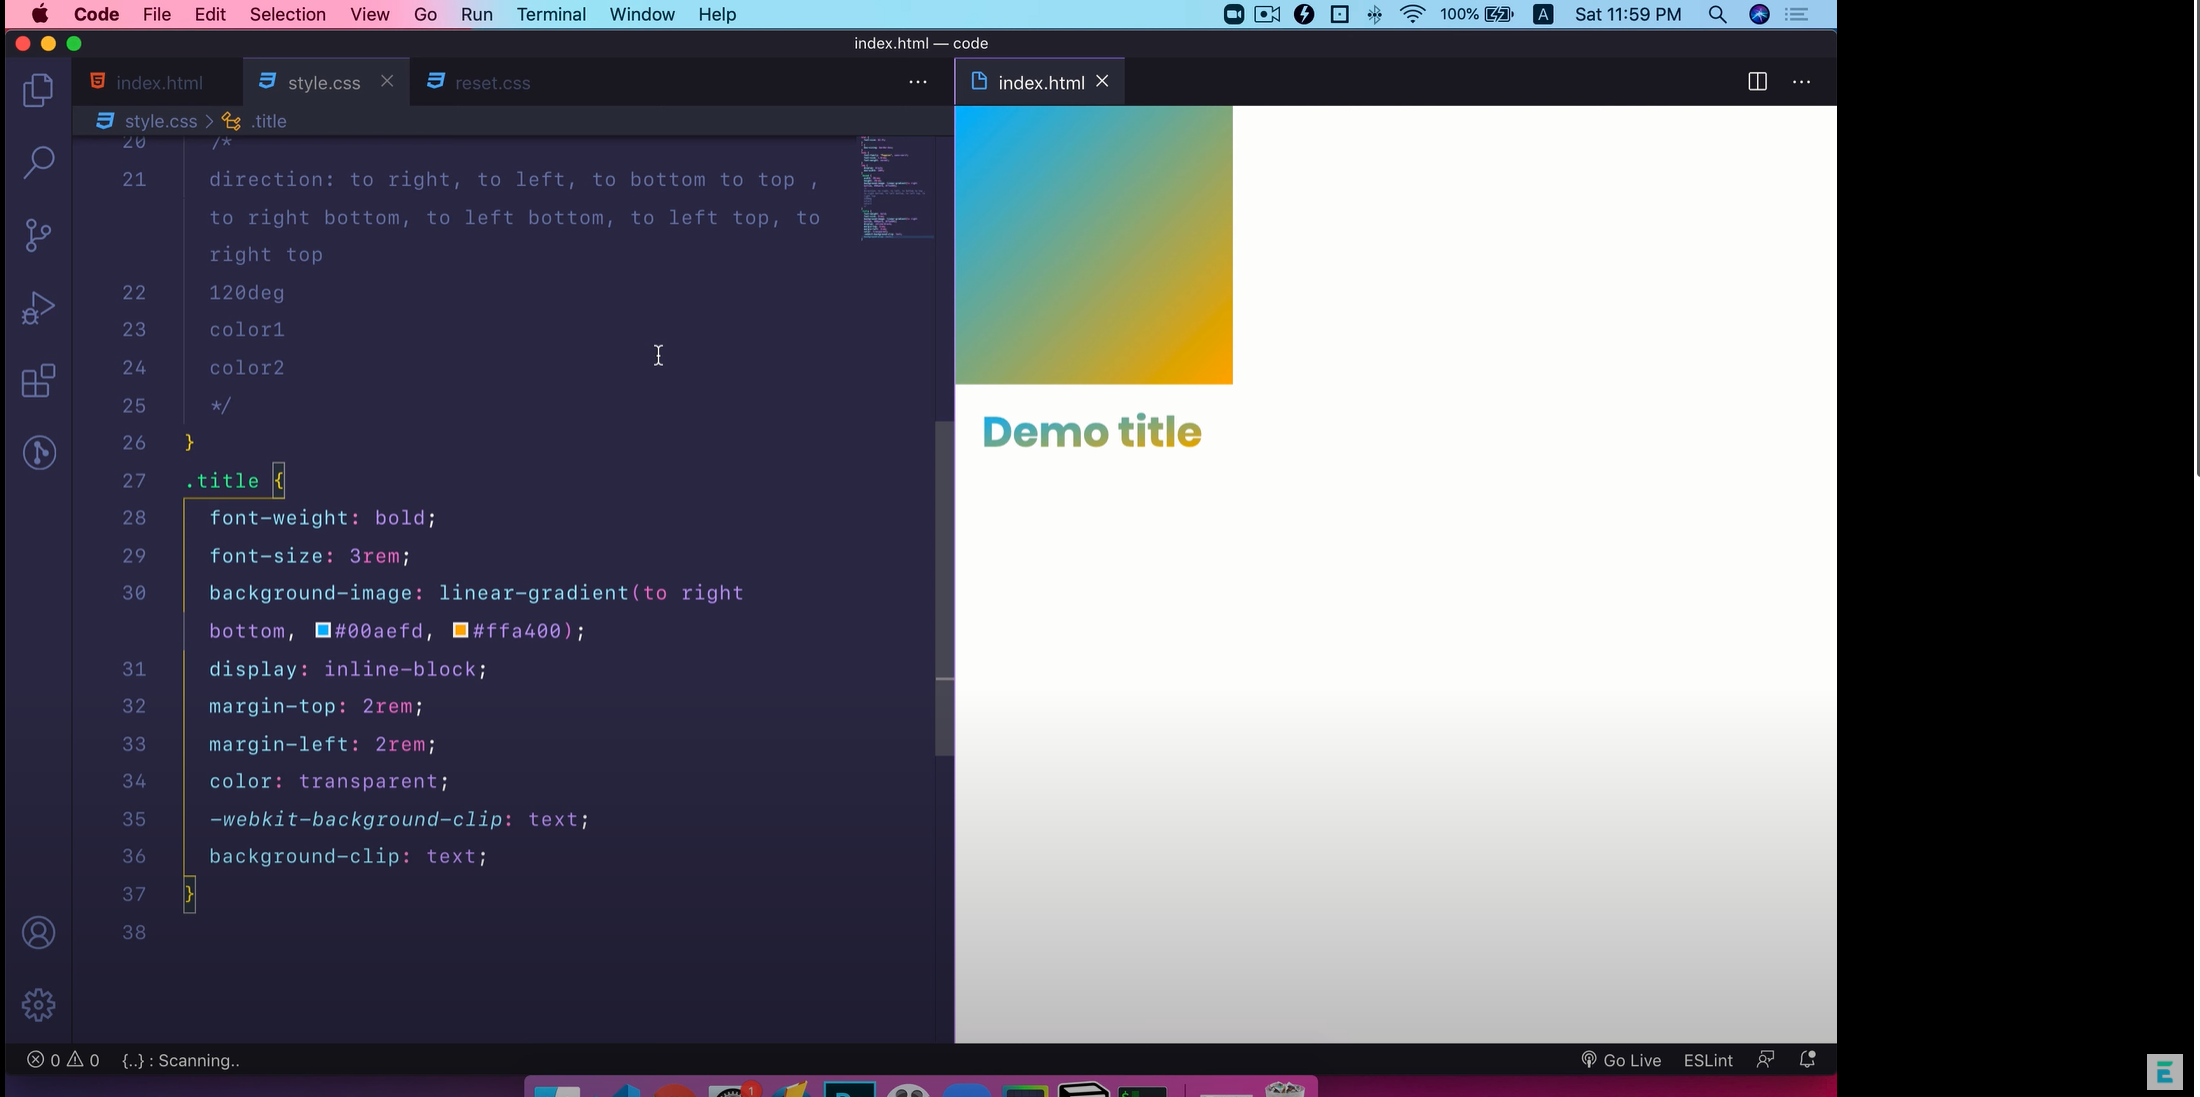 Code File Edit Selection View Go Run Terminal Window Help 100% A Sat 11:59 PM
index.html — code
index.html style.css reset.css index.html
style.css > .title
20 /*
21 direction: to right, to left, to bottom to top ,
to right bottom, to left bottom, to left top, to
right top
22 120deg
23 color1
24 color2
25 */
26 }
27 .title {
28 font-weight: bold;
29 font-size: 3rem;
30 background-image: linear-gradient(to right
bottom, #00aefd, #ffa400);
31 display: inline-block;
32 margin-top: 2rem;
33 margin-left: 2rem;
34 color: transparent;
35 -webkit-background-clip: text;
36 background-clip: text;
37 }
38
Demo title
0 0 {..} : Scanning.. Go Live ESLint
1
E